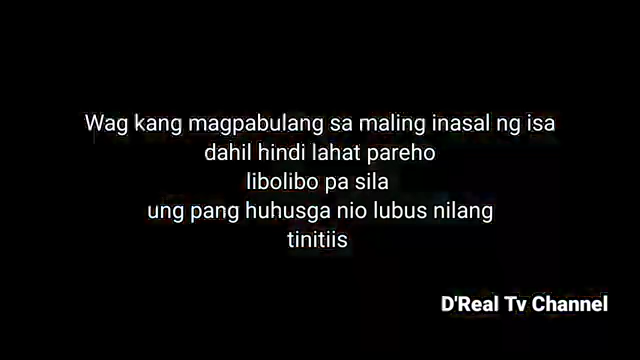 Wag kang magpabulang sa maling inasal ng isa
dahil hindi lahat pareho
libolibo pa sila
ung pang huhusga nio lubus nilang
tinitiis
D'Real Tv Channel